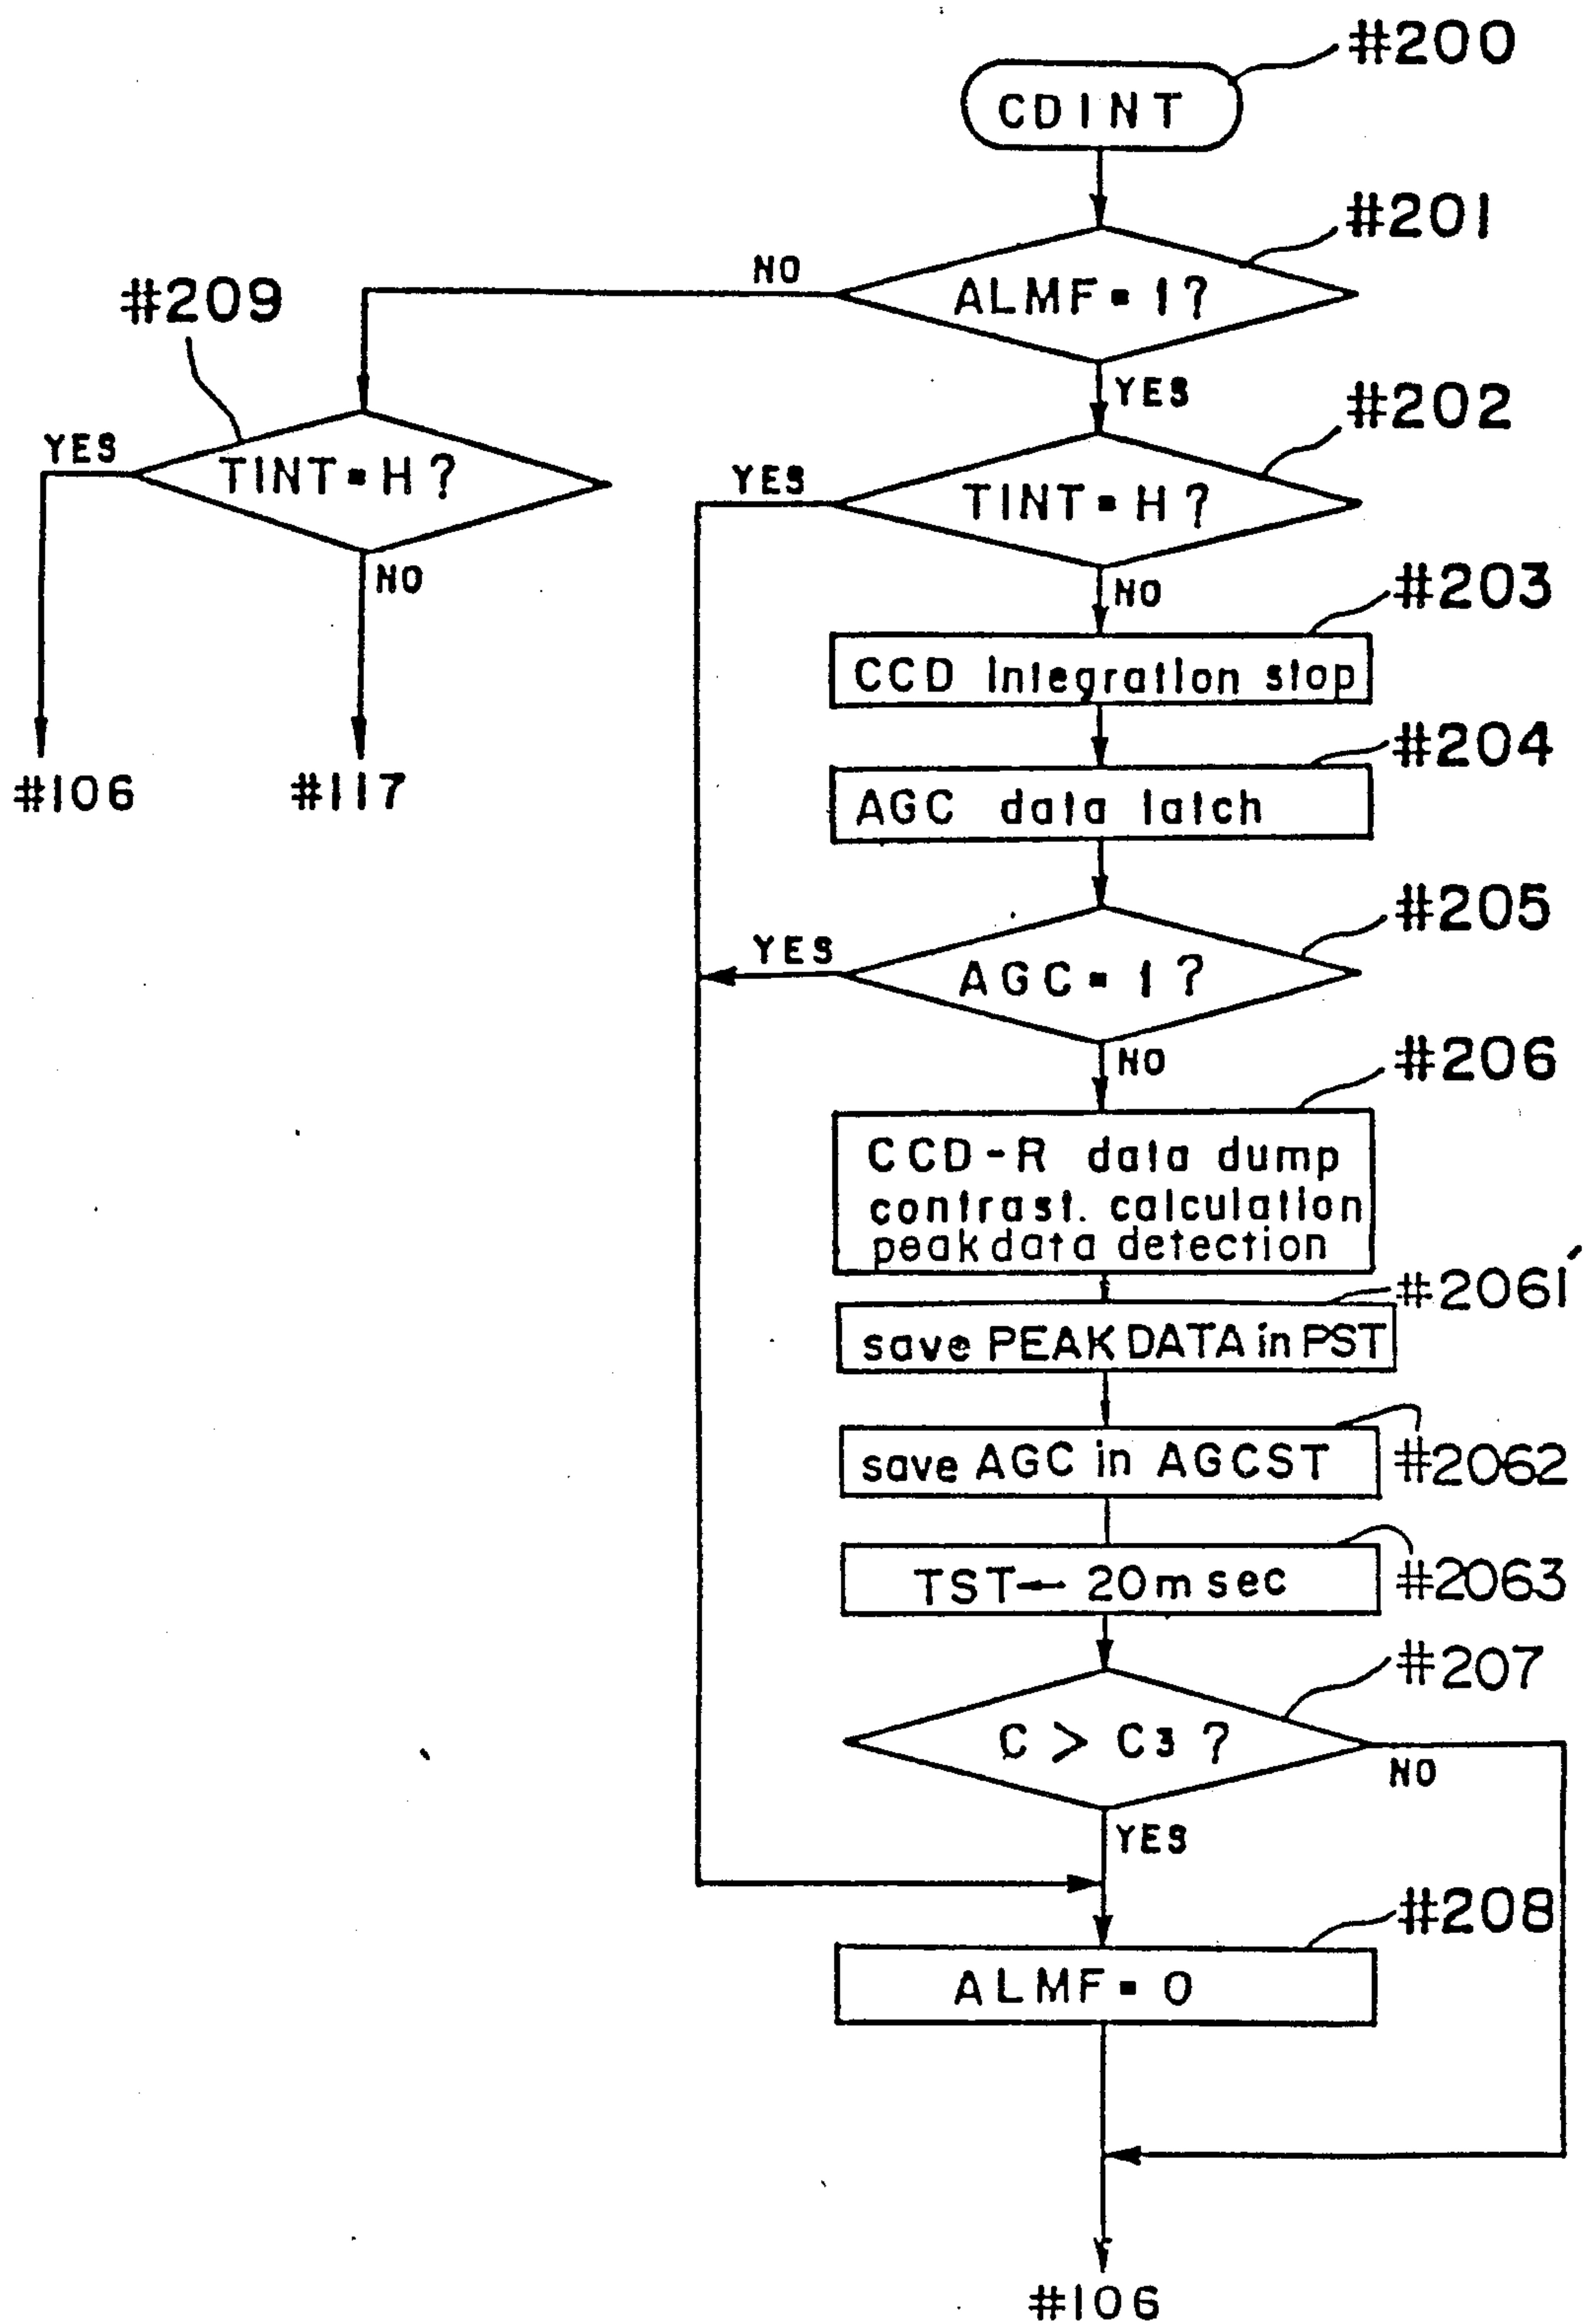 #200
CDINT
#201
ALMF = 1 ?
NO
YES
#209
TINT = H ?
YES
NO
#106
#117
#202
TINT = H ?
YES
NO
#203
CCD Integration stop
#204
AGC data latch
#205
AGC = 1 ?
YES
NO
#206
CCD-R data dump
contrast. calculation
peak data detection
#2061'
save PEAK DATA in PST
save AGC in AGCST
#2062
TST ← 20 m sec
#2063
#207
C > C3 ?
NO
YES
#208
ALMF = 0
#106